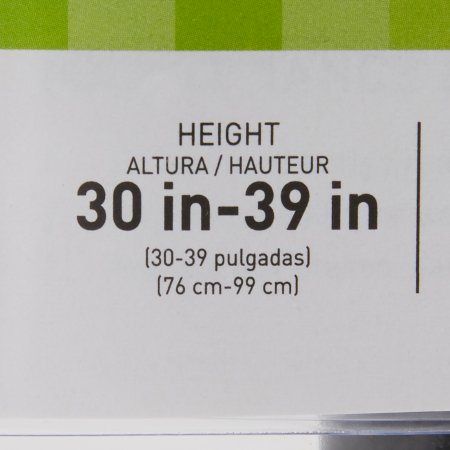 HEIGHT
ALTURA / HAUTEUR
30 in-39 in
(30-39 pulgadas)
(76 cm-99 cm)